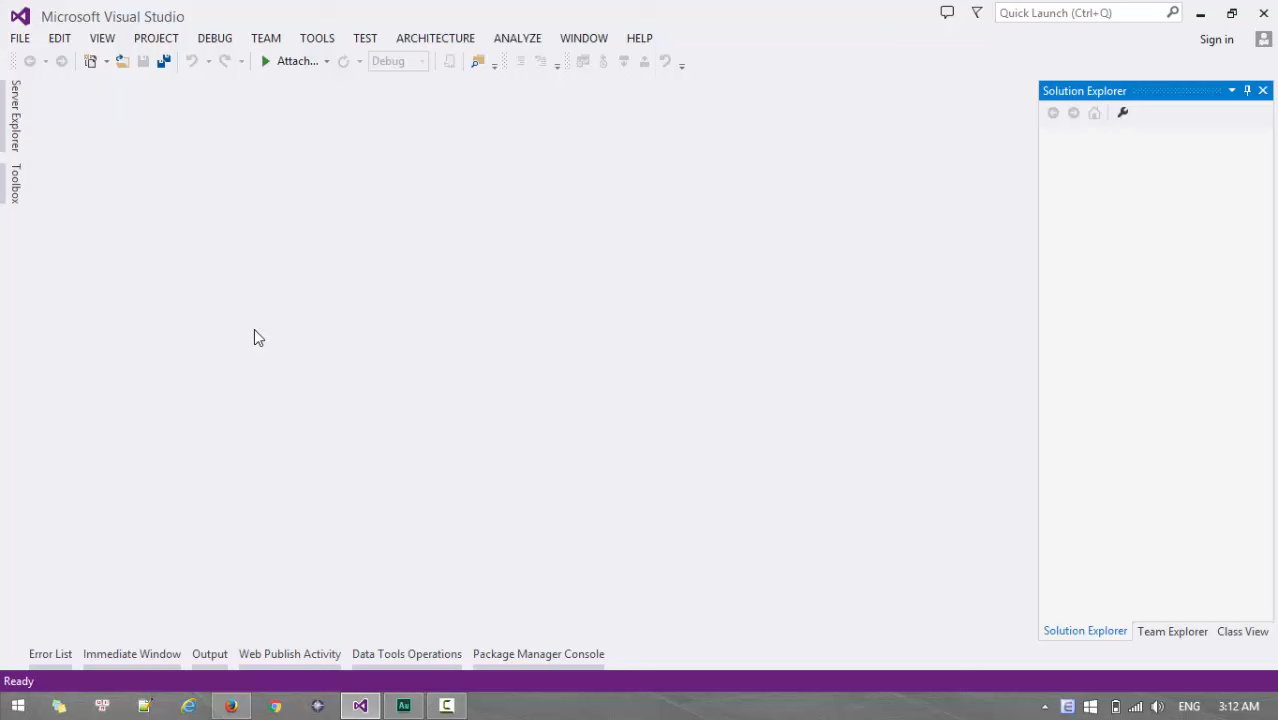 Microsoft Visual Studio
Quick Launch (Ctrl+Q)
FILE EDIT VIEW PROJECT DEBUG TEAM TOOLS TEST ARCHITECTURE ANALYZE WINDOW HELP
Sign in
Attach... Debug
Server Explorer
Toolbox
Solution Explorer
Solution Explorer Team Explorer Class View
Error List Immediate Window Output Web Publish Activity Data Tools Operations Package Manager Console
Ready
Au C E ENG 3:12 AM